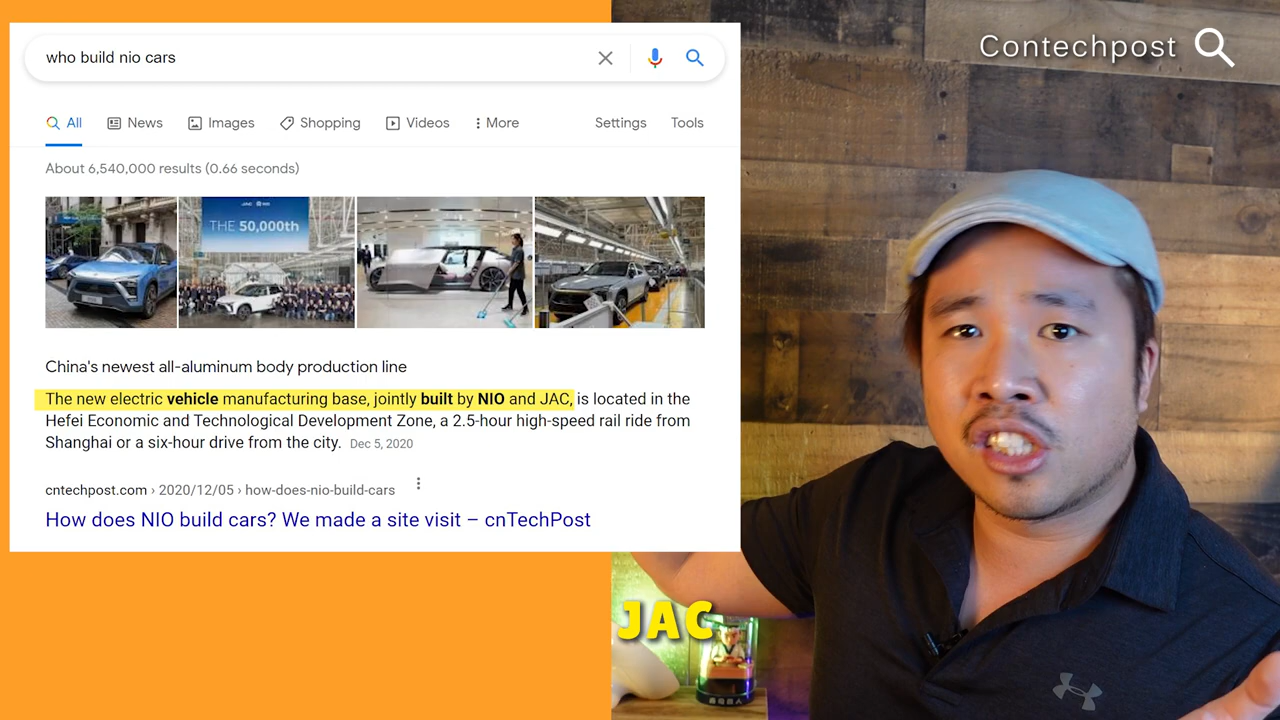 who build nio cars
Contechpost
All News Images Shopping Videos More Settings Tools
About 6,540,000 results (0.66 seconds)
THE 50,000th
China's newest all-aluminum body production line
The new electric vehicle manufacturing base, jointly built by NIO and JAC, is located in the
Hefei Economic and Technological Development Zone, a 2.5-hour high-speed rail ride from
Shanghai or a six-hour drive from the city. Dec 5, 2020
cntechpost.com › 2020/12/05 › how-does-nio-build-cars
How does NIO build cars? We made a site visit – cnTechPost
JAC